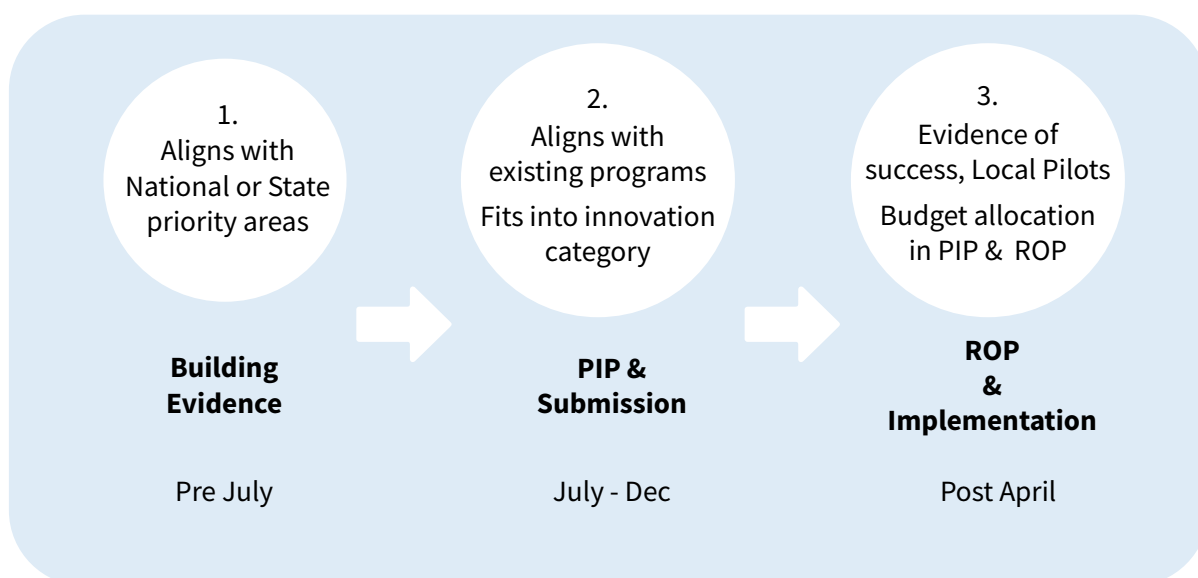 1.
Aligns with
National or State
priority areas
2.
Aligns with
existing programs
Fits into innovation
category
3.
Evidence of
success, Local Pilots
Budget allocation
in PIP & ROP
Building
Evidence
PIP &
Submission
ROP
&
Implementation
Pre July
July - Dec
Post April